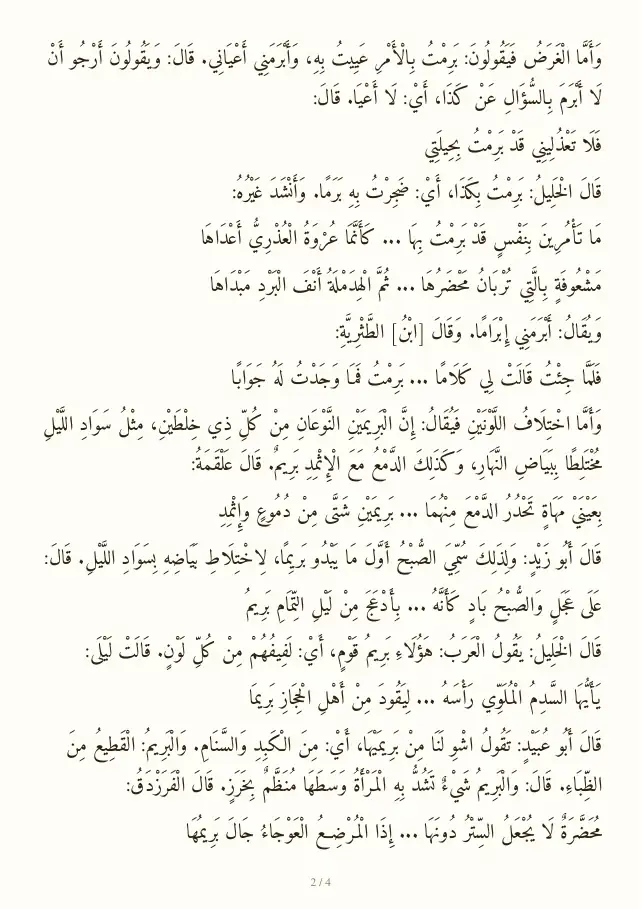 وَأَمَّا الْغَرَضُ فَيَقُولُونَ: بَرِمْتُ بِالْأَمْرِ عَيِيتُ بِهِ، وَأَبْرَمَنِي أَعْيَانِي. قَالَ: وَيَقُولُونَ أَرْجُو أَنْ
لَا أَبْرَمَ بِالسُّؤَالِ عَنْ كَذَا، أَيْ: لَا أَعْيَا. قَالَ:
فَلَا تَعْذُلِينِي قَدْ بَرِمْتُ بِحِيلَتِي
قَالَ الْخَلِيلُ: بَرِمْتُ بِكَذَا، أَيْ: ضَجِرْتُ بِهِ بَرَمًا. وَأَنْشَدَ غَيْرُهُ:
مَا تَأْمُرِينَ بِنَفْسٍ قَدْ بَرِمْتُ بِهَا ... كَأَنَّمَا عُرْوَةُ الْعُذْرِيُّ أَعْدَاهَا
مَشْعُوفَةٍ بِالَّتِي تُرْبَانُ مَحْضَرُهَا ... ثُمَّ الْهِدَمْلَةُ أَنْفَ الْبَرْدِ مَبْدَاهَا
وَيُقَالُ: أَبْرَمَنِي إِبْرَامًا. وَقَالَ [ابْنُ] الطَّثْرِيَّةِ:
فَلَمَّا جِئْتُ قَالَتْ لِي كَلَامًا ... بَرِمْتُ فَمَا وَجَدْتُ لَهُ جَوَابًا
وَأَمَّا اخْتِلَافُ اللَّوْنَيْنِ فَيُقَالُ: إِنَّ الْبَرِيمَيْنِ النَّوْعَانِ مِنْ كُلِّ ذِي خِلْطَيْنِ، مِثْلُ سَوَادِ اللَّيْلِ
مُخْتَلِطًا بِبَيَاضِ النَّهَارِ، وَكَذَلِكَ الدَّمْعُ مَعَ الْإِثْمِدِ بَرِيمٌ. قَالَ عَلْقَمَةُ:
بِعَيْنَيْ مَهَاةٍ تَحْدُرُ الدَّمْعَ مِنْهُمَا ... بَرِيمَيْنِ شَتَّى مِنْ دُمُوعٍ وَإِثْمِدِ
قَالَ أَبُو زَيْدٍ: وَلِذَلِكَ سُمِّيَ الصُّبْحُ أَوَّلَ مَا يَبْدُو بَرِيمًا، لِاخْتِلَاطِ بَيَاضِهِ بِسَوَادِ اللَّيْلِ. قَالَ:
عَلَى عَجَلٍ وَالصُّبْحُ بَادٍ كَأَنَّهُ ... بِأَدْعَجَ مِنْ لَيْلِ التِّمَامِ بَرِيمُ
قَالَ الْخَلِيلُ: يَقُولُ الْعَرَبُ: هَؤُلَاءِ بَرِيمُ قَوْمٍ، أَيْ: لَفِيفُهُمْ مِنْ كُلِّ لَوْنٍ. قَالَتْ لَيْلَى:
يَأَيُّهَا السَّدِمُ الْمُلَوِّي رَأْسَهُ ... لِيَقُودَ مِنْ أَهْلِ الْحِجَازِ بَرِيمَا
قَالَ أَبُو عُبَيْدٍ: تَقُولُ اشْوِ لَنَا مِنْ بَرِيمَيْهَا، أَيْ: مِنَ الْكَبِدِ وَالسَّنَامِ. وَالْبَرِيمُ: الْقَطِيعُ مِنَ
الظِّبَاءِ. قَالَ: وَالْبَرِيمُ شَيْءٌ تَشُدُّ بِهِ الْمَرْأَةُ وَسَطَهَا مُنَظَّمٌ بِخَرَزٍ. قَالَ الْفَرَزْدَقُ:
مُحَضَّرَةٌ لَا يُجْعَلُ السِّتْرُ دُونَهَا ... إِذَا الْمُرْضِعُ الْعَوْجَاءُ جَالَ بَرِيمُهَا
2 / 4